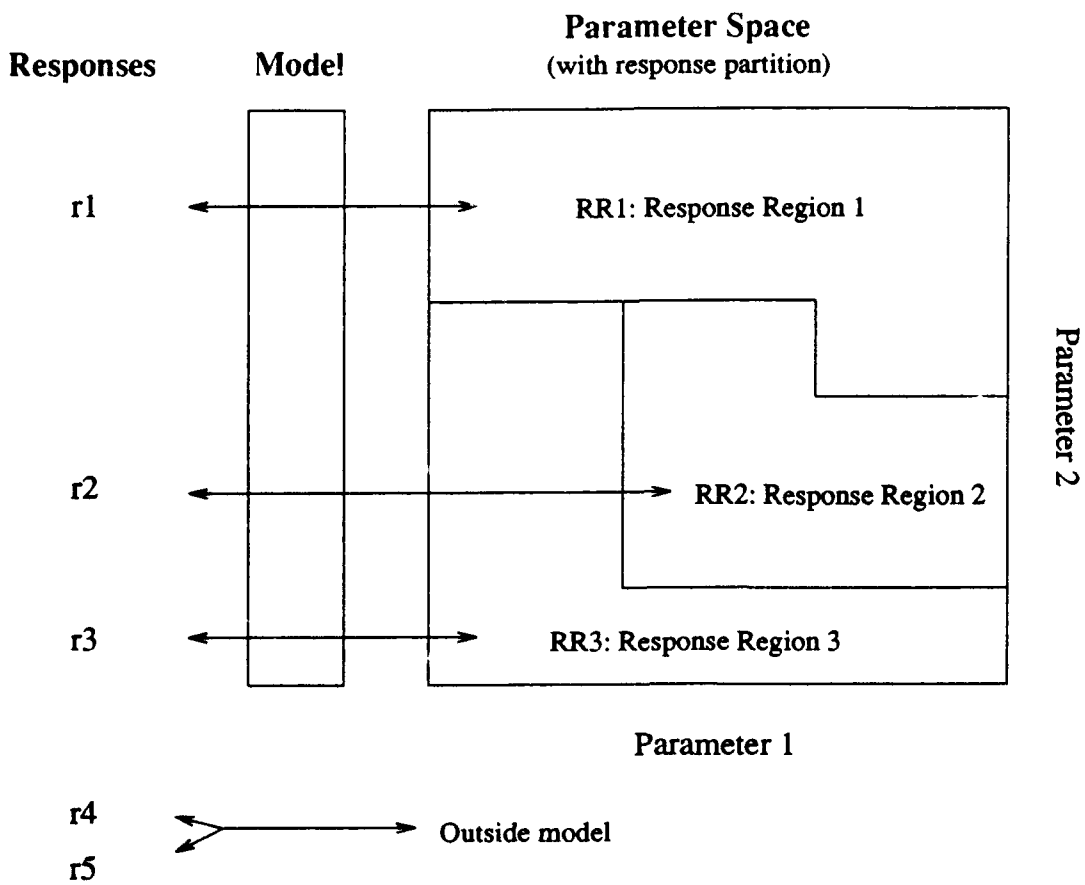 Parameter Space
Responses Model (with response partition)
r1 RR1: Response Region 1
Parameter 2
r2 RR2: Response Region 2
r3 RR3: Response Region 3
Parameter 1
r4
Outside model
r5